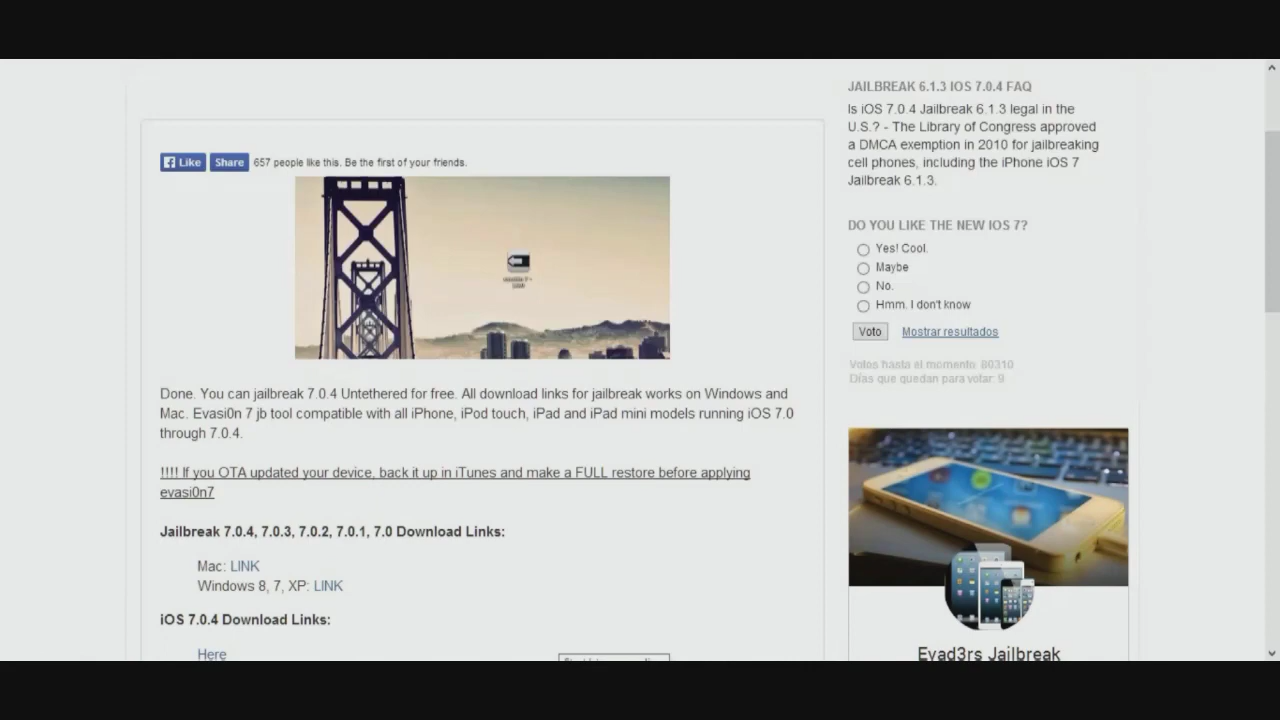 Like Share 657 people like this. Be the first of your friends.
Done. You can jailbreak 7.0.4 Untethered for free. All download links for jailbreak works on Windows and
Mac. Evasi0n 7 jb tool compatible with all iPhone, iPod touch, iPad and iPad mini models running iOS 7.0
through 7.0.4.
!!!! If you OTA updated your device, back it up in iTunes and make a FULL restore before applying
evasi0n7
Jailbreak 7.0.4, 7.0.3, 7.0.2, 7.0.1, 7.0 Download Links:
Mac: LINK
Windows 8, 7, XP: LINK
iOS 7.0.4 Download Links:
Here
JAILBREAK 6.1.3 IOS 7.0.4 FAQ
Is iOS 7.0.4 Jailbreak 6.1.3 legal in the
U.S.? - The Library of Congress approved
a DMCA exemption in 2010 for jailbreaking
cell phones, including the iPhone iOS 7
Jailbreak 6.1.3.
DO YOU LIKE THE NEW IOS 7?
Yes! Cool.
Maybe
No.
Hmm. I don't know
Voto Mostrar resultados
Votos hasta el momento: 80310
Días que quedan para votar: 9
Evad3rs Jailbreak